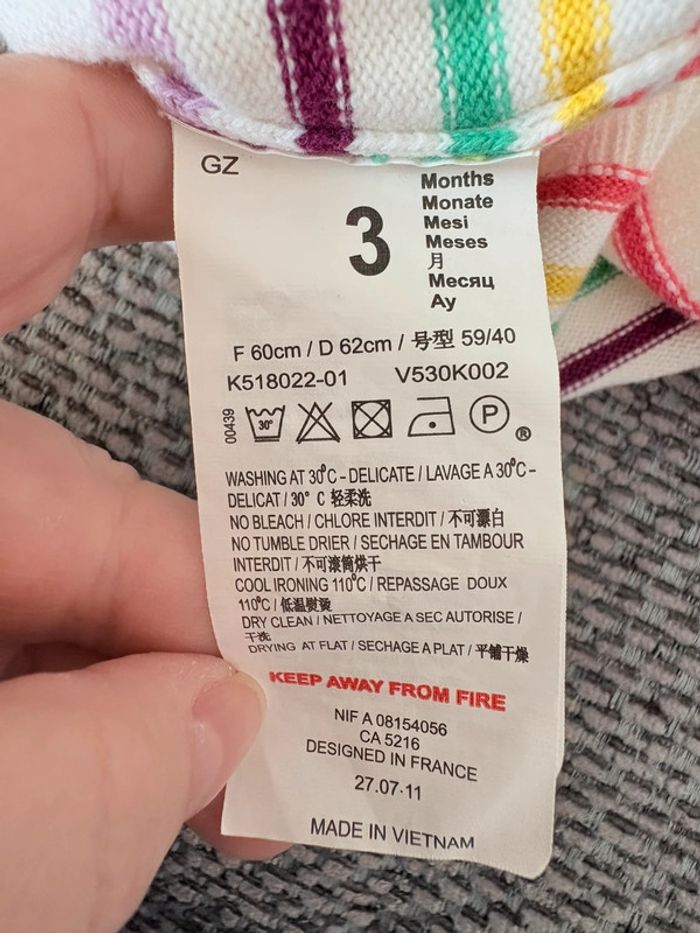 GZ
3
Months
Monate
Mesi
Meses
月
Месяц
Ay
F 60cm / D 62cm / 号型 59/40
K518022-01 V530K002
00439
30° P ®
WASHING AT 30°C - DELICATE / LAVAGE A 30°C -
DELICAT / 30° C 轻柔洗
NO BLEACH / CHLORE INTERDIT / 不可漂白
NO TUMBLE DRIER / SECHAGE EN TAMBOUR
INTERDIT / 不可滚筒烘干
COOL IRONING 110°C / REPASSAGE DOUX
110°C / 低温熨烫
DRY CLEAN / NETTOYAGE A SEC AUTORISE /
干洗
DRYING AT FLAT / SECHAGE A PLAT / 平铺干燥
KEEP AWAY FROM FIRE
NIF A 08154056
CA 5216
DESIGNED IN FRANCE
27.07.11
MADE IN VIETNAM